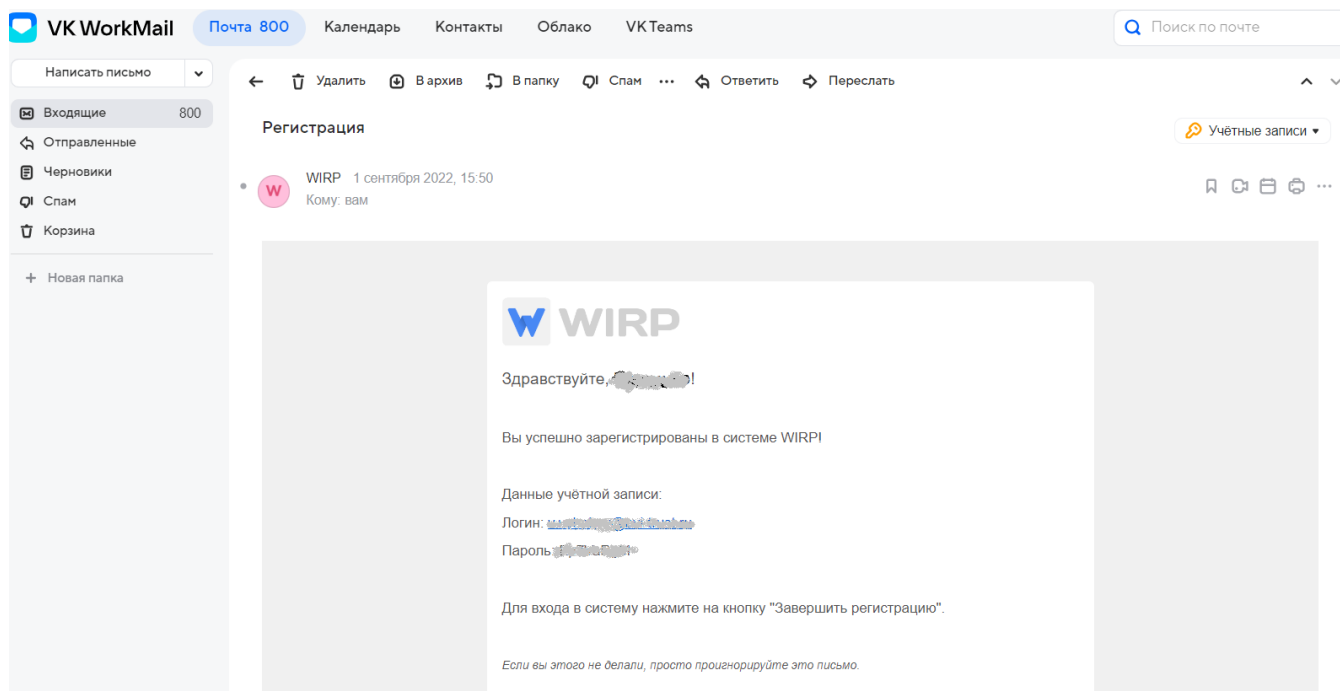 VK WorkMail Почта 800 Календарь Контакты Облако VK Teams Поиск по почте
Написать письмо
Удалить В архив В папку Спам Ответить Переслать
Входящие 800
Отправленные
Черновики
Спам
Корзина
Новая папка
Регистрация
Учётные записи
W
WIRP 1 сентября 2022, 15:50
Кому: вам
WIRP
Здравствуйте, !
Вы успешно зарегистрированы в системе WIRP!
Данные учётной записи:
Логин:
Пароль:
Для входа в систему нажмите на кнопку "Завершить регистрацию".
Если вы этого не делали, просто проигнорируйте это письмо.